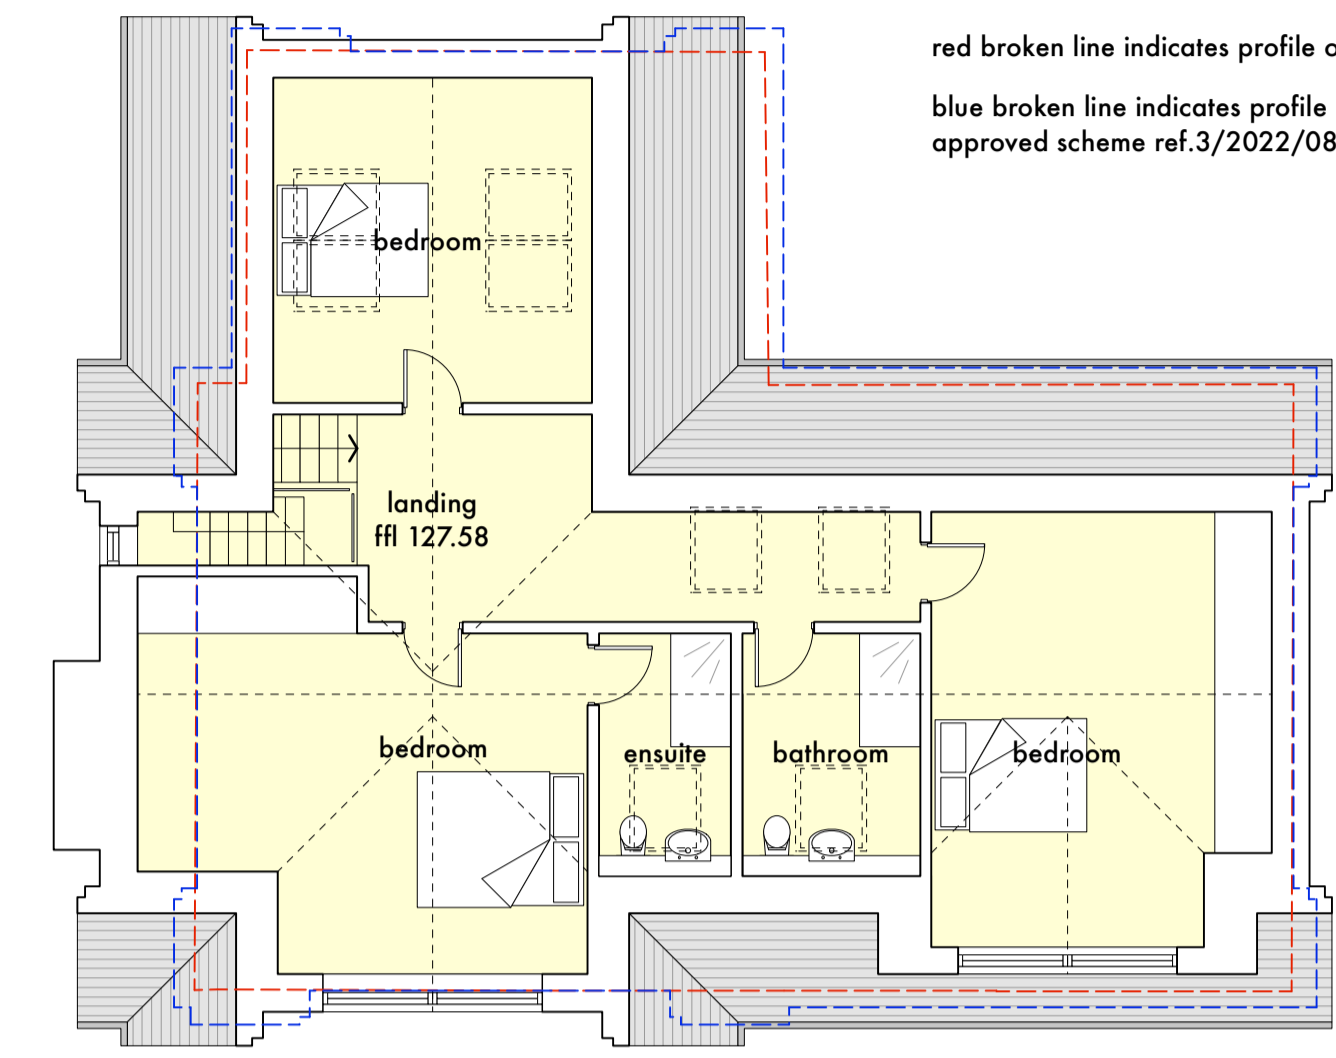 red broken line indicates profile
blue broken line indicates profile
approved scheme ref.3/2022/08
bedroom
landing
ffl 127.58
bedroom
ensuite
bathroom
bedroom